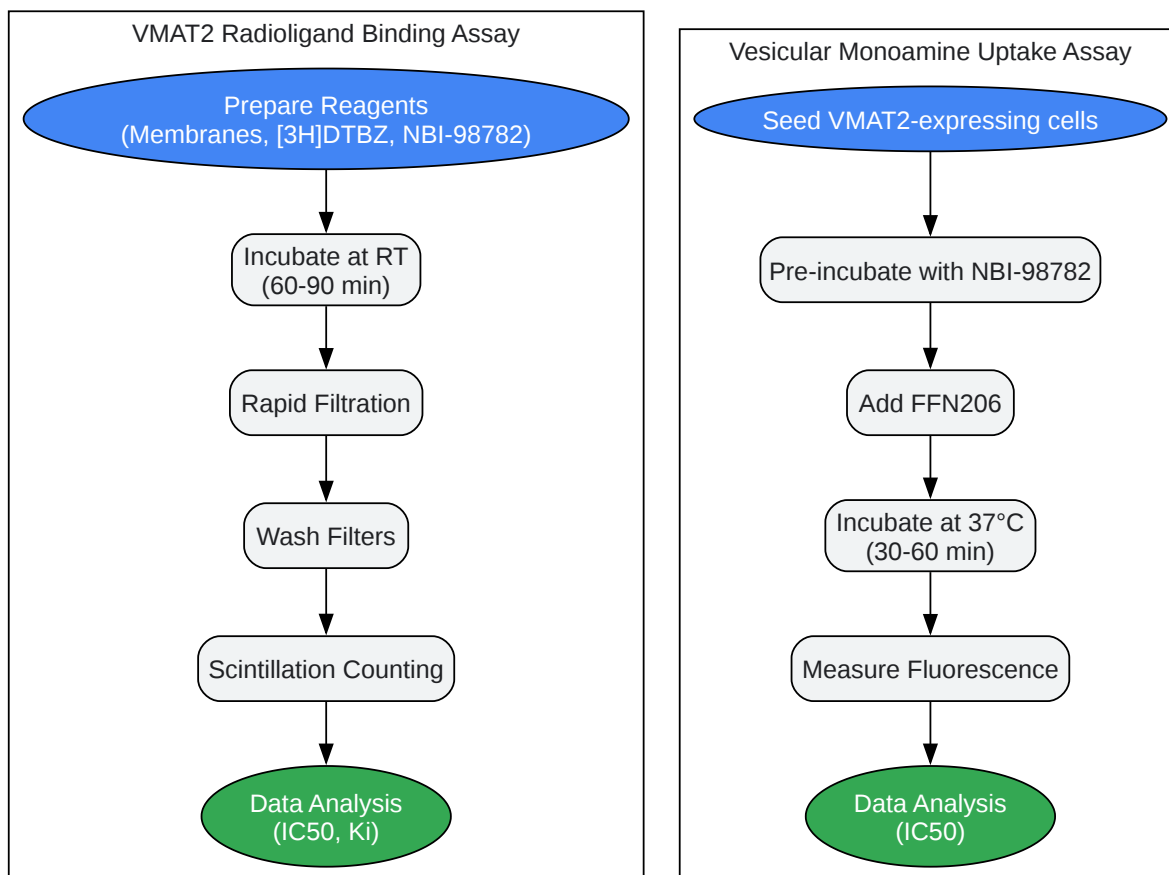 VMAT2 Radioligand Binding Assay
Prepare Reagents
(Membranes, [3H]DTBZ, NBI-98782)
Incubate at RT
(60-90 min)
Rapid Filtration
Wash Filters
Scintillation Counting
Data Analysis
(IC50, Ki)
Vesicular Monoamine Uptake Assay
Seed VMAT2-expressing cells
Pre-incubate with NBI-98782
Add FFN206
Incubate at 37°C
(30-60 min)
Measure Fluorescence
Data Analysis
(IC50)